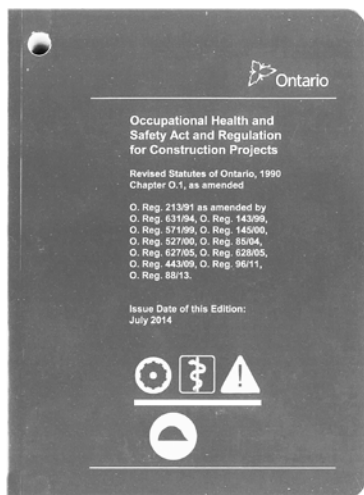 Ontario
Occupational Health and
Safety Act and Regulation
for Construction Projects
Revised Statutes of Ontario, 1990
Chapter O.1, as amended
O. Reg. 213/91 as amended by
O. Reg. 631/94, O. Reg. 143/99,
O. Reg. 571/99, O. Reg. 145/00,
O. Reg. 527/00, O. Reg. 85/04,
O. Reg. 627/05, O. Reg. 628/05,
O. Reg. 443/09, O. Reg. 96/11,
O. Reg. 88/13.
Issue Date of this Edition:
July 2014